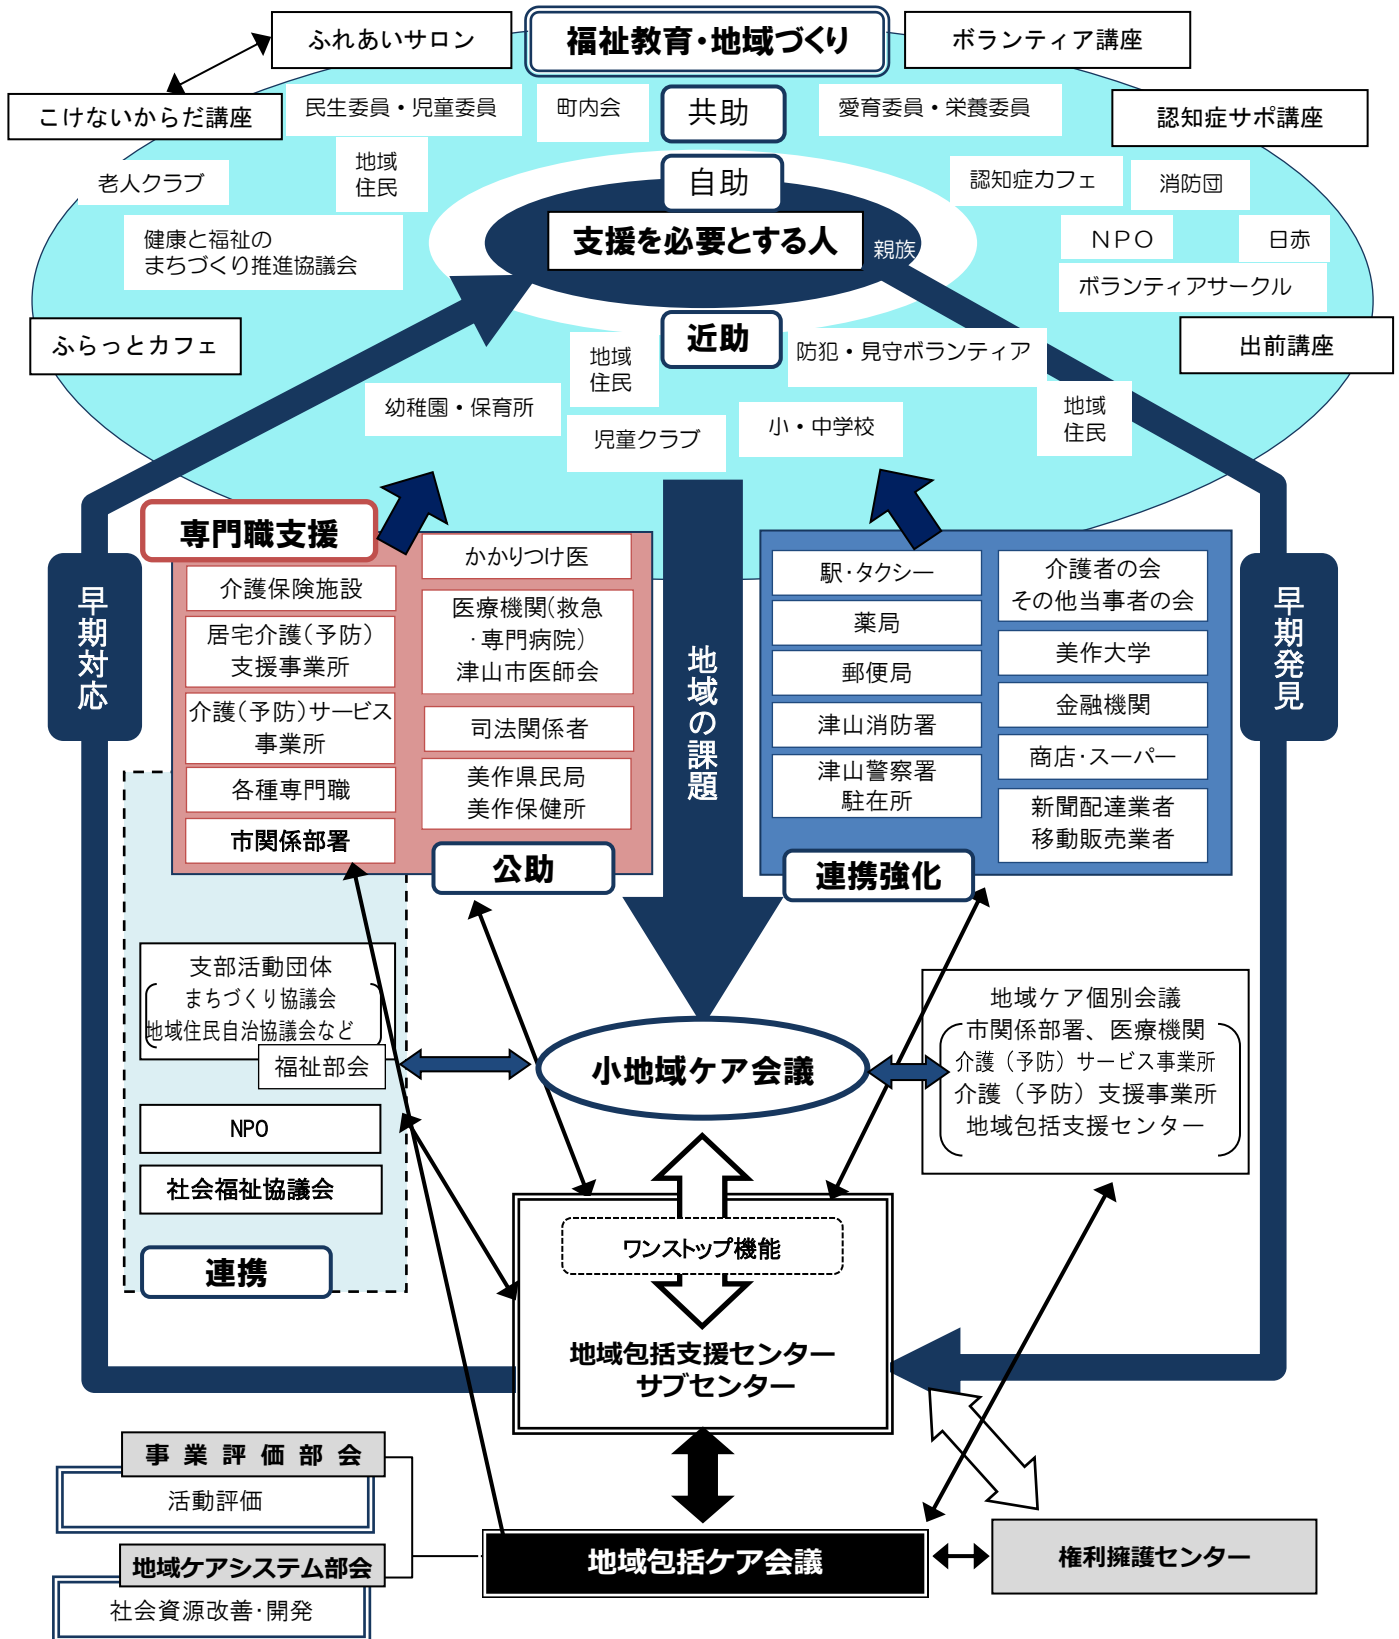 ふれあいサロン
福祉教育・地域づくり
ボランティア講座
こけないからだ講座
民生委員・児童委員
町内会
共助
愛育委員・栄養委員
認知症サポ講座
老人クラブ
地域
住民
自助
認知症カフェ
消防団
健康と福祉の
まちづくり推進協議会
支援を必要とする人
親族
NPO
日赤
ボランティアサークル
ふらっとカフェ
近助
出前講座
地域
住民
防犯・見守ボランティア
幼稚園・保育所
児童クラブ
小・中学校
地域
住民
専門職支援
かかりつけ医
介護保険施設
医療機関(救急
・専門病院)
津山市医師会
居宅介護(予防)
支援事業所
介護(予防)サービス
事業所
司法関係者
各種専門職
美作県民局
美作保健所
市関係部署
公助
早期対応
地域の課題
駅・タクシー
介護者の会
その他当事者の会
薬局
美作大学
郵便局
金融機関
津山消防署
商店・スーパー
津山警察署
駐在所
新聞配達業者
移動販売業者
連携強化
早期発見
支部活動団体
まちづくり協議会
地域住民自治協議会など
福祉部会
NPO
社会福祉協議会
連携
小地域ケア会議
地域ケア個別会議
市関係部署、医療機関
介護(予防)サービス事業所
介護(予防)支援事業所
地域包括支援センター
ワンストップ機能
地域包括支援センター
サブセンター
事業評価部会
活動評価
地域ケアシステム部会
社会資源改善・開発
地域包括ケア会議
権利擁護センター